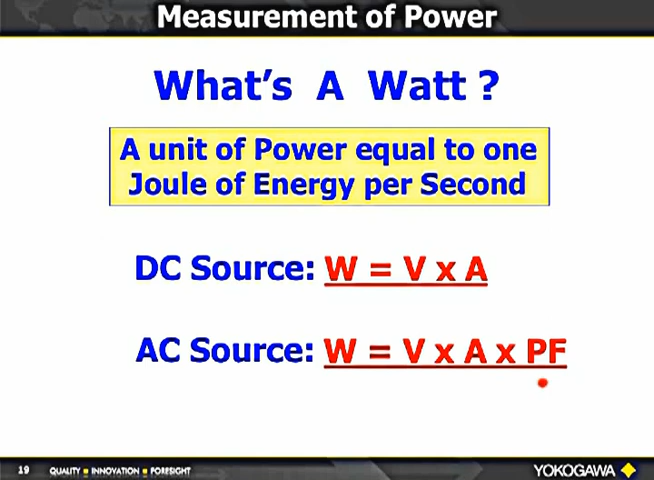 Measurement of Power
What's A Watt ?
A unit of Power equal to one
Joule of Energy per Second
DC Source: W = V x A
AC Source: W = V x A x PF
19 QUALITY INNOVATION FORESIGHT YOKOGAWA